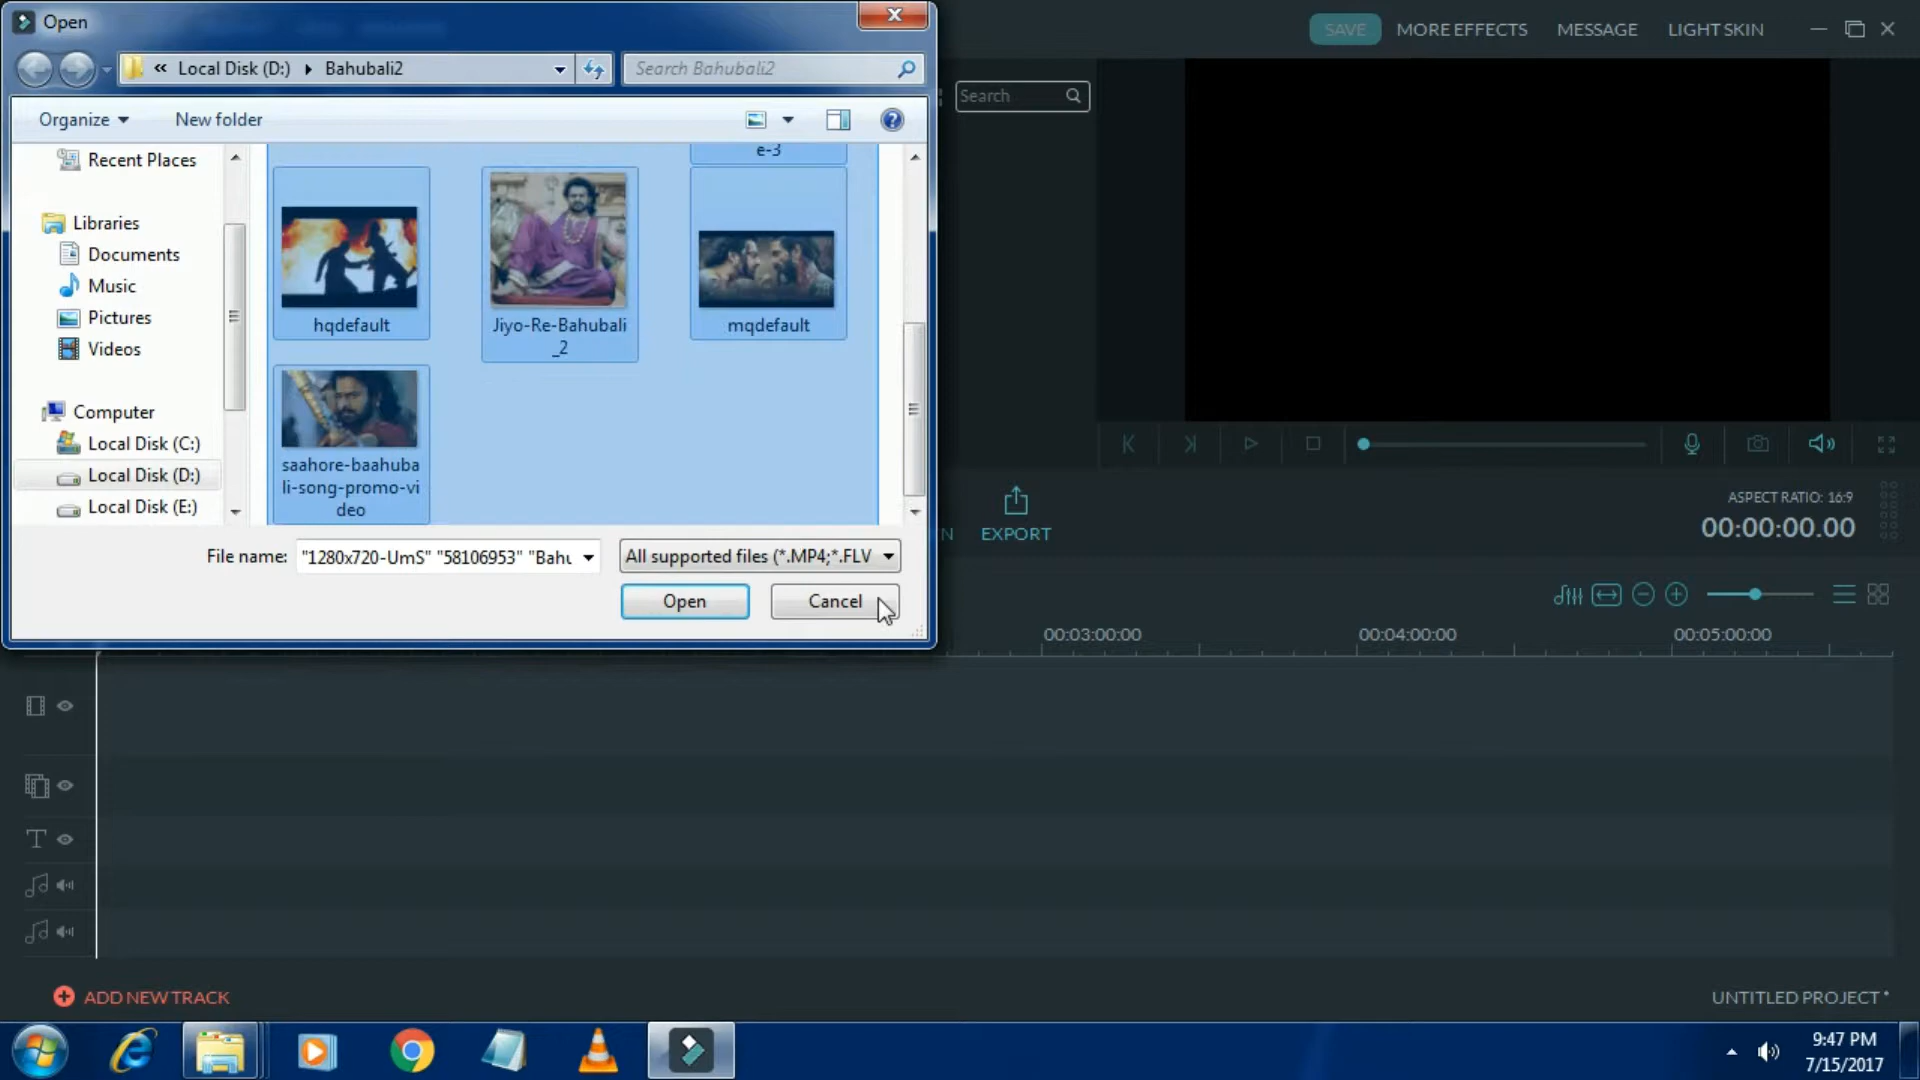 Open
SAVE
MORE EFFECTS
MESSAGE
LIGHT SKIN
« Local Disk (D:) ▸ Bahubali2
Search Bahubali2
Search
Organize
New folder
Recent Places
Libraries
Documents
Music
Pictures
Videos
Computer
Local Disk (C:)
Local Disk (D:)
Local Disk (E:)
e-3
hqdefault
Jiyo-Re-Bahubali
_2
mqdefault
saahore-baahuba
li-song-promo-vi
deo
File name:
"1280x720-UmS" "58106953" "Bahu
All supported files (*.MP4;*.FLV
Open
Cancel
N
EXPORT
ASPECT RATIO: 16:9
00:00:00.00
00:03:00:00
00:04:00:00
00:05:00:00
T
ADD NEW TRACK
UNTITLED PROJECT *
9:47 PM
7/15/2017